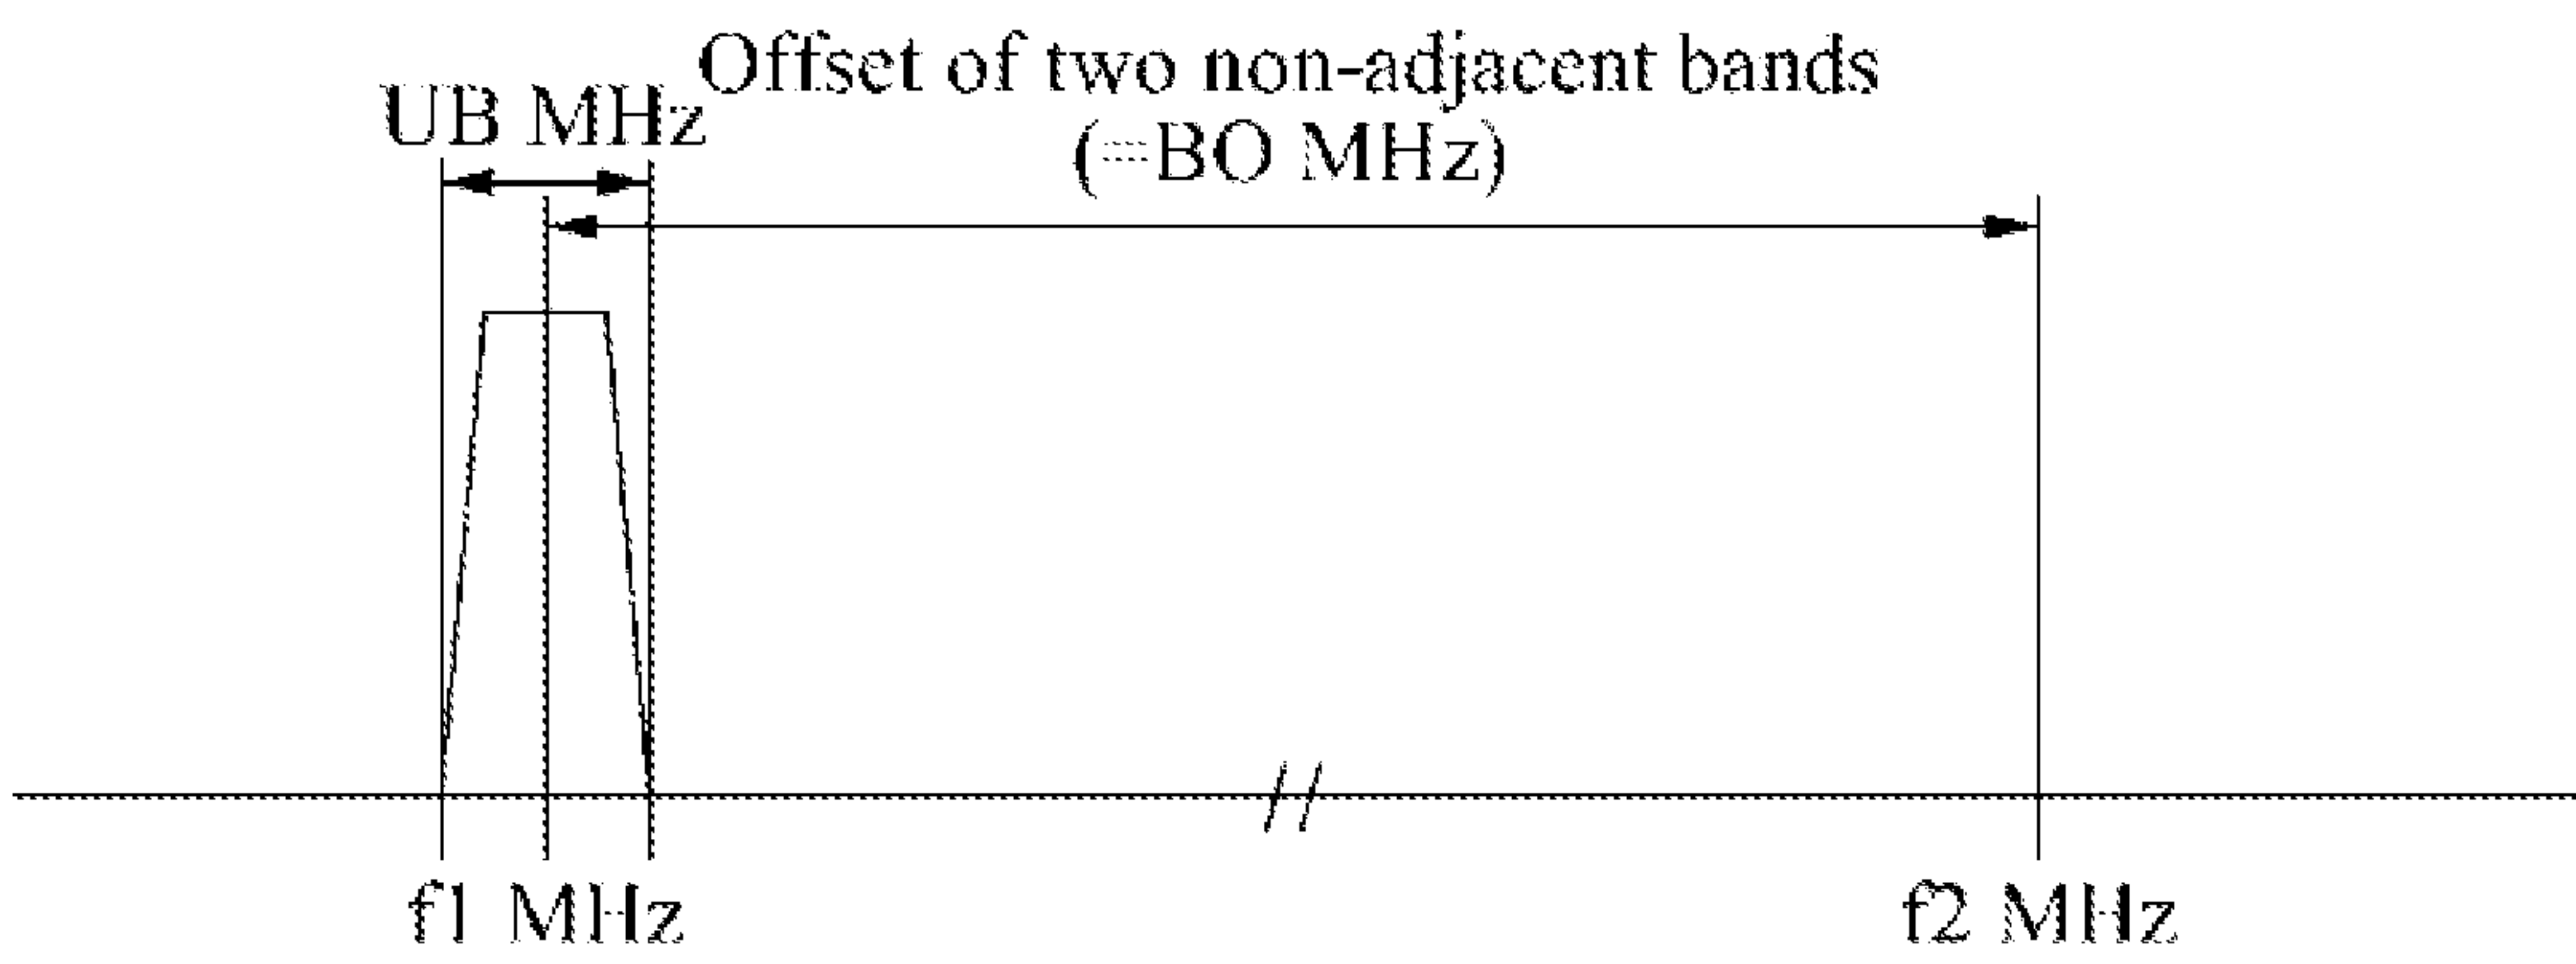 Offset of two non-adjacent bands
UB MHz
(=BO MHz)
f1 MHz
f2 MHz